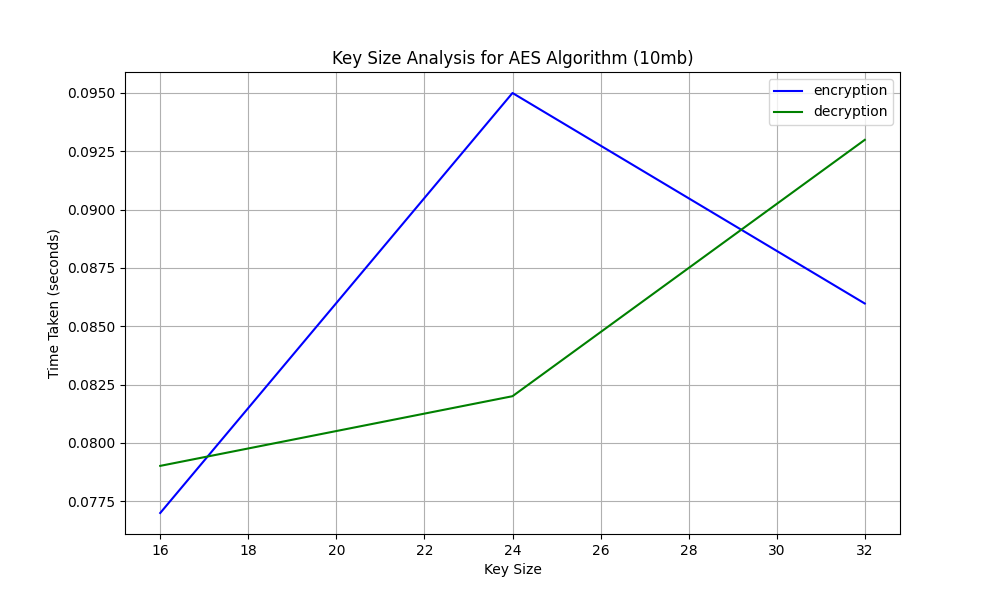 Key Size Analysis for AES Algorithm (10mb)
encryption
decryption
0.0950
0.0925
0.0900
0.0875
0.0850
0.0825
0.0800
0.0775
Time Taken (seconds)
16 18 20 22 24 26 28 30 32
Key Size